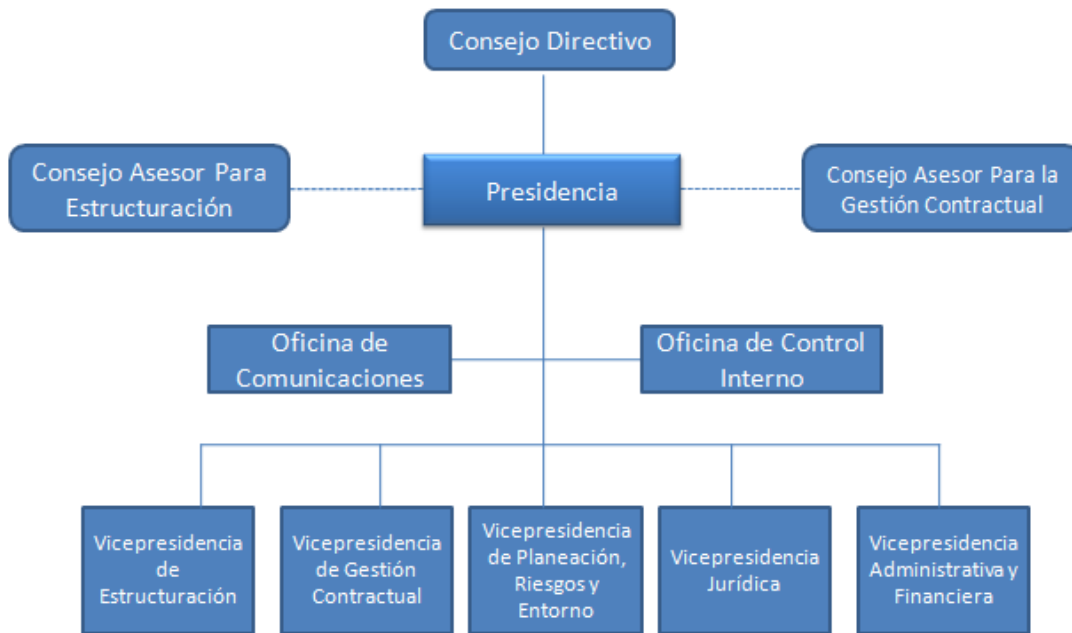 Consejo Directivo
Consejo Asesor Para
Estructuración
Presidencia
Consejo Asesor Para la
Gestión Contractual
Oficina de
Comunicaciones
Oficina de Control
Interno
Vicepresidencia
de
Estructuración
Vicepresidencia
de Gestión
Contractual
Vicepresidencia
de Planeación,
Riesgos y
Entorno
Vicepresidencia
Jurídica
Vicepresidencia
Administrativa y
Financiera